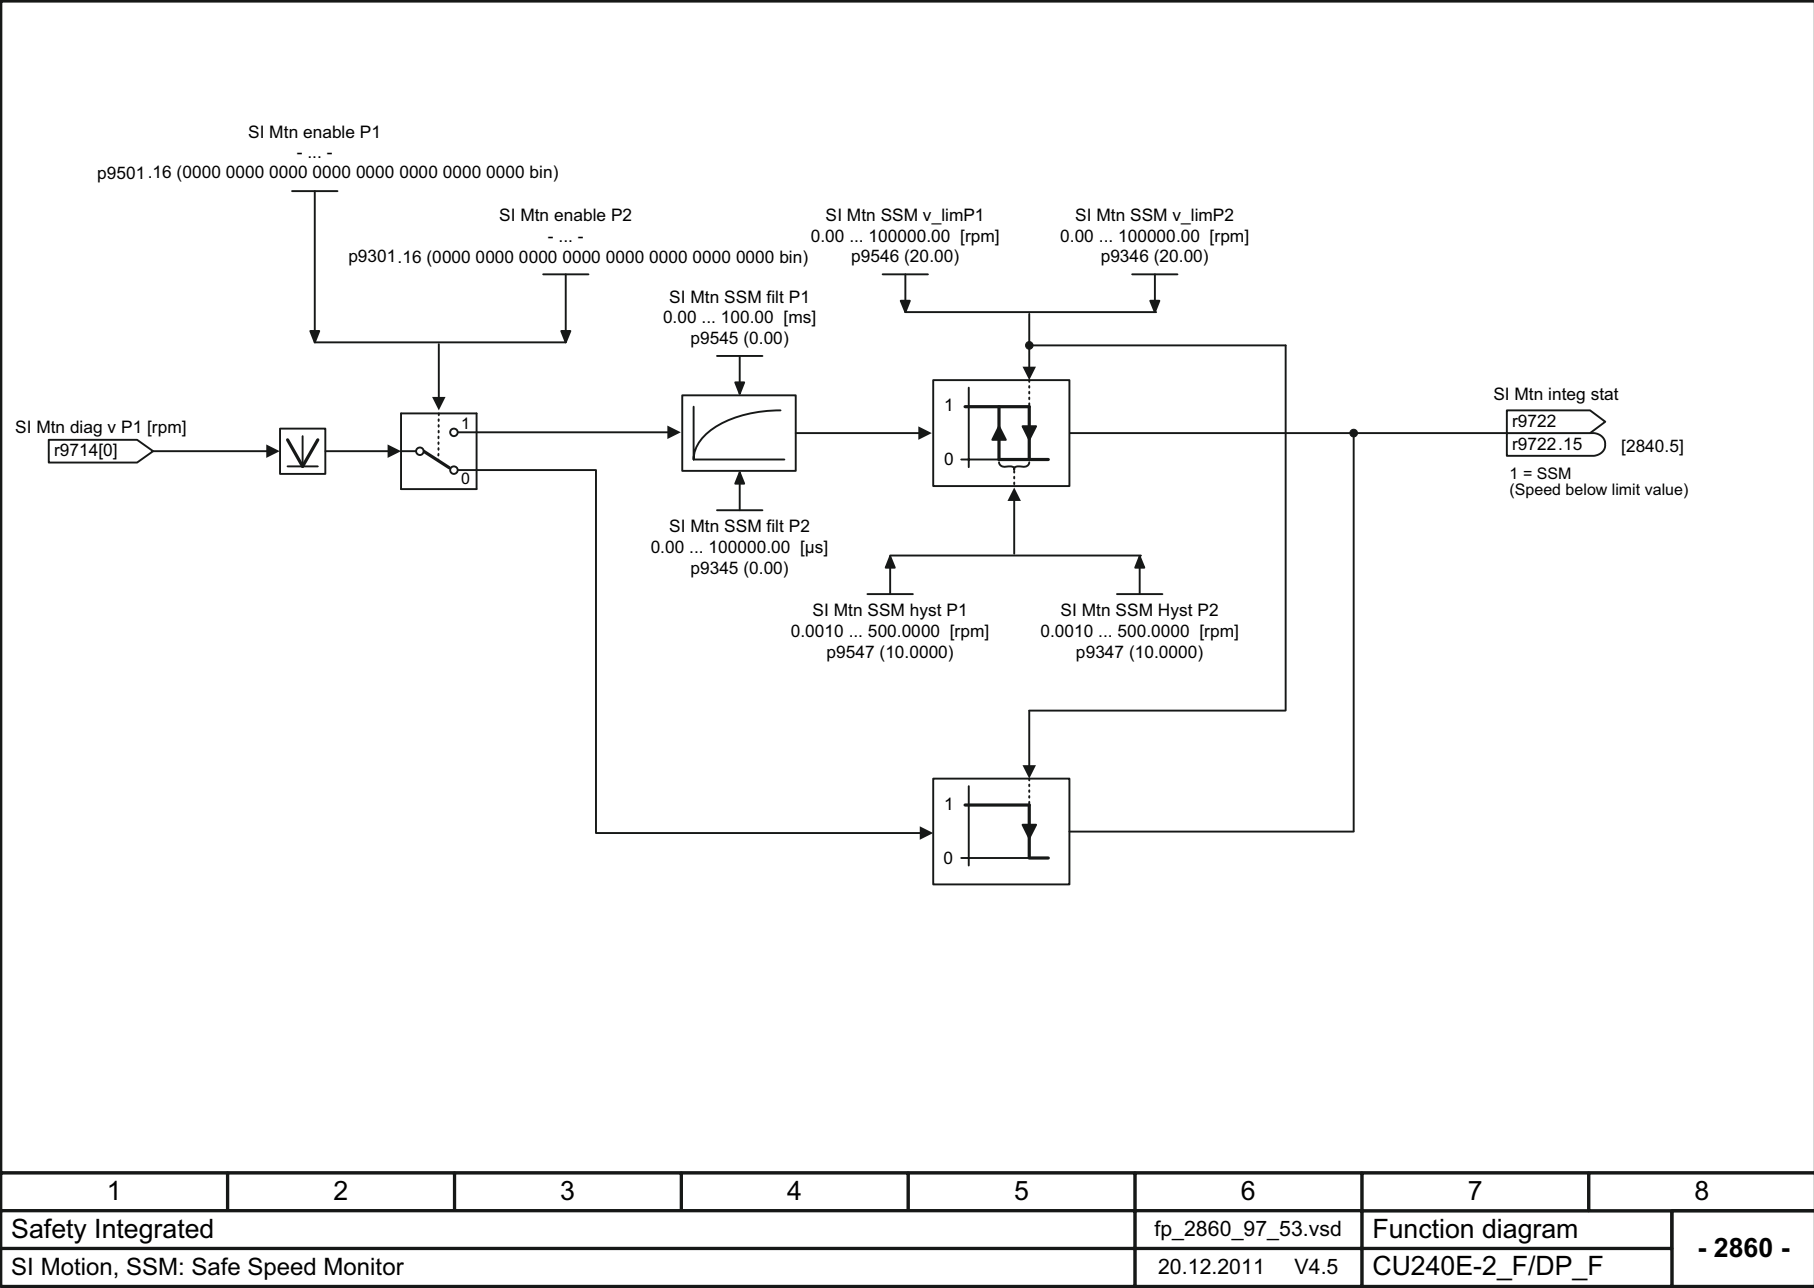 SI Mtn enable P1
- ... -
p9501.16 (0000 0000 0000 0000 0000 0000 0000 0000 bin)
SI Mtn enable P2
- ... -
p9301.16 (0000 0000 0000 0000 0000 0000 0000 0000 bin)
SI Mtn SSM v_limP1
0.00 ... 100000.00 [rpm]
p9546 (20.00)
SI Mtn SSM v_limP2
0.00 ... 100000.00 [rpm]
p9346 (20.00)
SI Mtn SSM filt P1
0.00 ... 100.00 [ms]
p9545 (0.00)
SI Mtn diag v P1 [rpm]
r9714[0]
1
0
1
0
SI Mtn integ stat
r9722
r9722.15
[2840.5]
1 = SSM
(Speed below limit value)
SI Mtn SSM filt P2
0.00 ... 100000.00 [µs]
p9345 (0.00)
SI Mtn SSM hyst P1
0.0010 ... 500.0000 [rpm]
p9547 (10.0000)
SI Mtn SSM Hyst P2
0.0010 ... 500.0000 [rpm]
p9347 (10.0000)
1
0
1 2 3 4 5 6 7 8
Safety Integrated
fp_2860_97_53.vsd
Function diagram
- 2860 -
SI Motion, SSM: Safe Speed Monitor
20.12.2011 V4.5
CU240E-2_F/DP_F